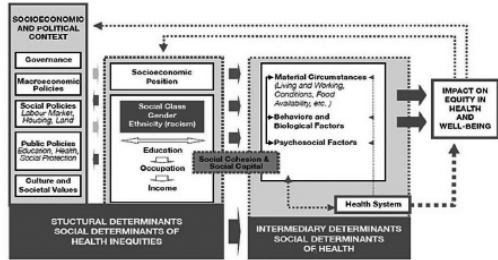 SOCIOECONOMIC
AND POLITICAL
CONTEXT
Governance
Macroeconomic
Policies
Social Policies
Labour Market,
Housing, Land
Public Policies
Education, Health,
Social Protection
Culture and
Societal Values
Socioeconomic
Position
Social Class
Gender
Ethnicity (racism)
Education
Occupation
Income
Social Cohesion &
Social Capital
Material Circumstances
(Living and Working,
Conditions, Food
Availability, etc. )
Behaviors and
Biological Factors
Psychosocial Factors
Health System
IMPACT ON
EQUITY IN
HEALTH
AND
WELL-BEING
STUCTURAL DETERMINANTS
SOCIAL DETERMINANTS OF
HEALTH INEQUITIES
INTERMEDIARY DETERMINANTS
SOCIAL DETERMINANTS
OF HEALTH